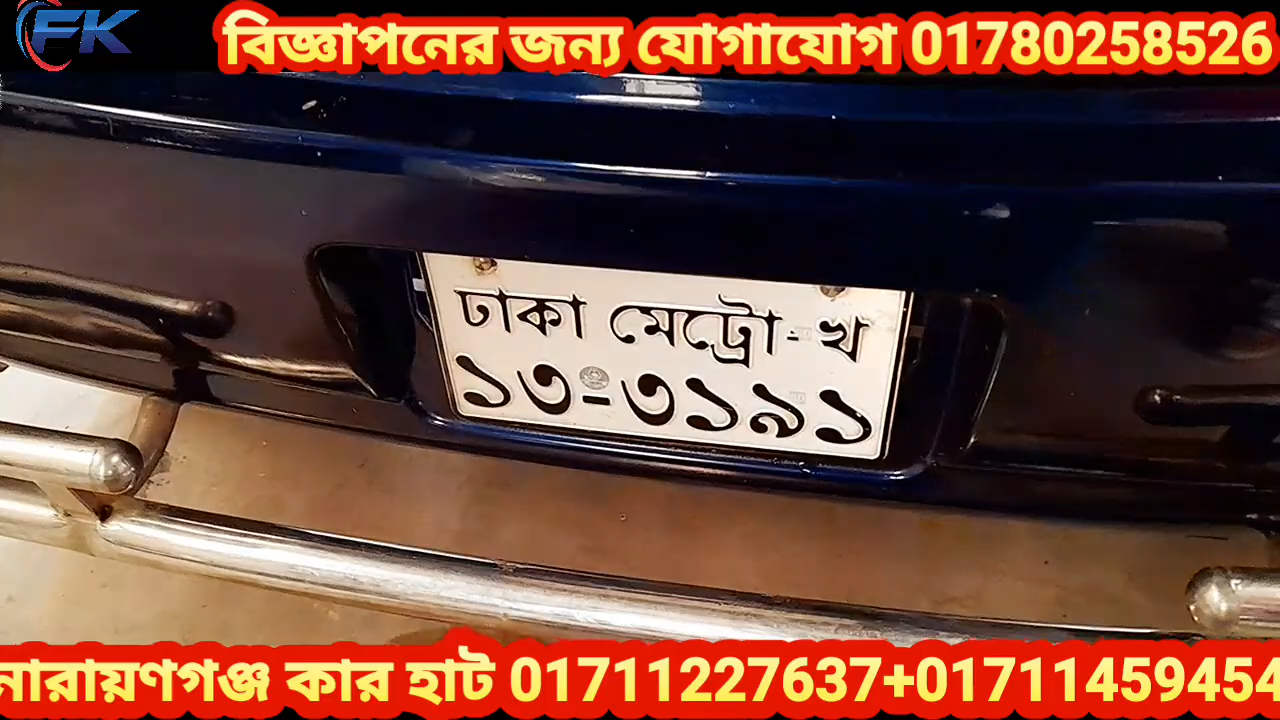 FK
বিজ্ঞাপনের জন্য যোগাযোগ 01780258526
ঢাকা মেট্রো-খ
১৩-৩১৯১
নারায়ণগঞ্জ কার হাট 01711227637+01711459454